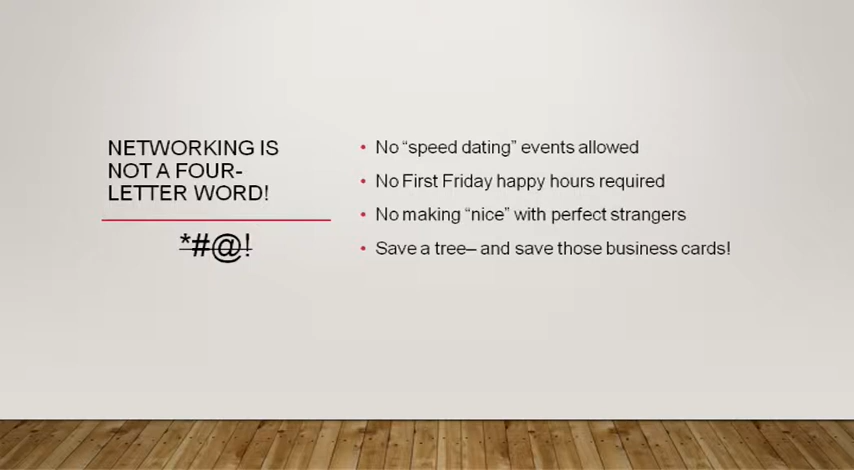 NETWORKING IS
NOT A FOUR-
LETTER WORD!
*#@!
• No “speed dating” events allowed
• No First Friday happy hours required
• No making “nice” with perfect strangers
• Save a tree– and save those business cards!